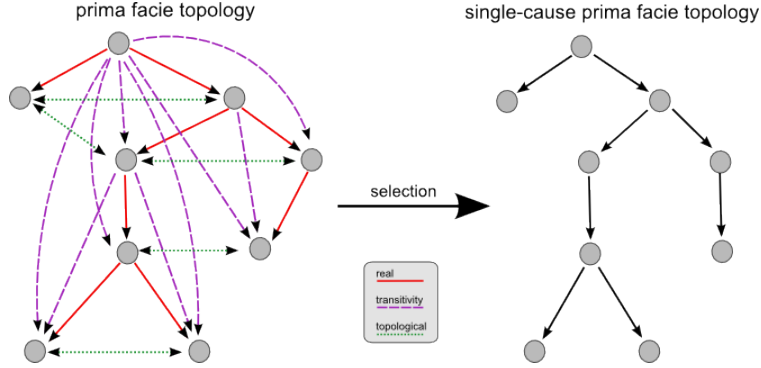 prima facie topology
single-cause prima facie topology
selection
real
transitivity
topological